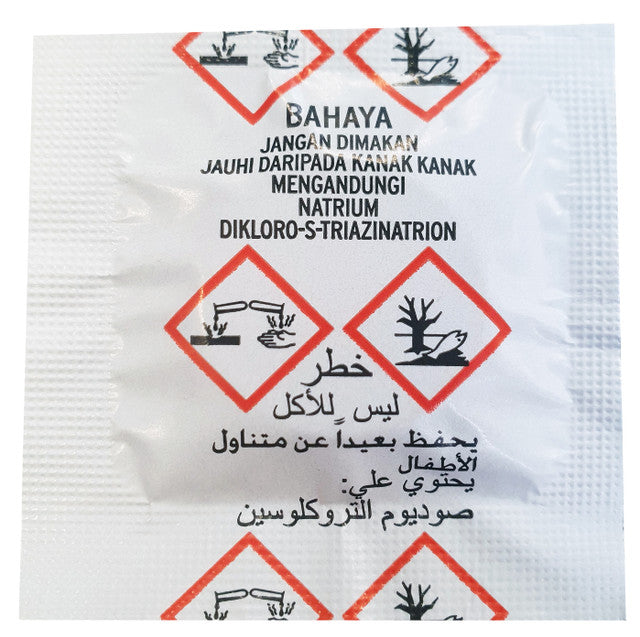 BAHAYA
JANGAN DIMAKAN
JAUHI DARIPADA KANAK KANAK
MENGANDUNGI
NATRIUM
DIKLORO-S-TRIAZINATRION
خطر
ليس للأكل
يحفظ بعيداً عن متناول
الأطفال
يحتوي علي:
صوديوم التروكلوسين